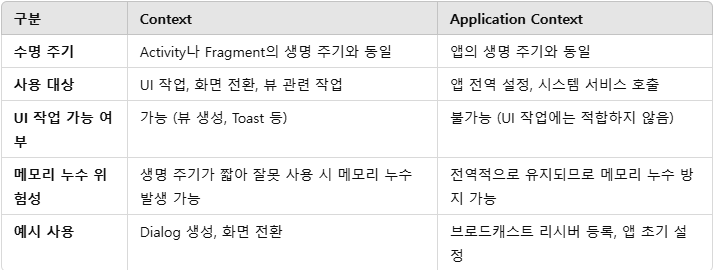 구분 Context Application Context
수명 주기 Activity나 Fragment의 생명 주기와 동일 앱의 생명 주기와 동일
사용 대상 UI 작업, 화면 전환, 뷰 관련 작업 앱 전역 설정, 시스템 서비스 호출
UI 작업 가능 여 가능 (뷰 생성, Toast 등) 불가능 (UI 작업에는 적합하지 않음)
부
메모리 누수 위 생명 주기가 짧아 잘못 사용 시 메모리 누수 전역적으로 유지되므로 메모리 누수 방
험성 발생 가능 지 가능
예시 사용 Dialog 생성, 화면 전환 브로드캐스트 리시버 등록, 앱 초기 설
정